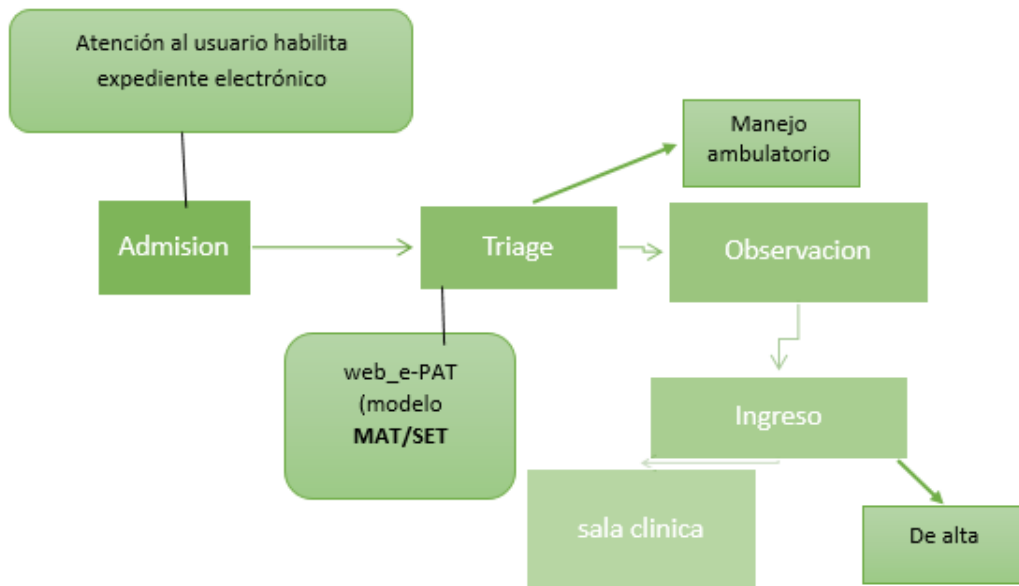 Atención al usuario habilita
expediente electrónico
Manejo
ambulatorio
Admision
Triage
Observacion
web_e-PAT
(modelo
MAT/SET
Ingreso
sala clinica
De alta